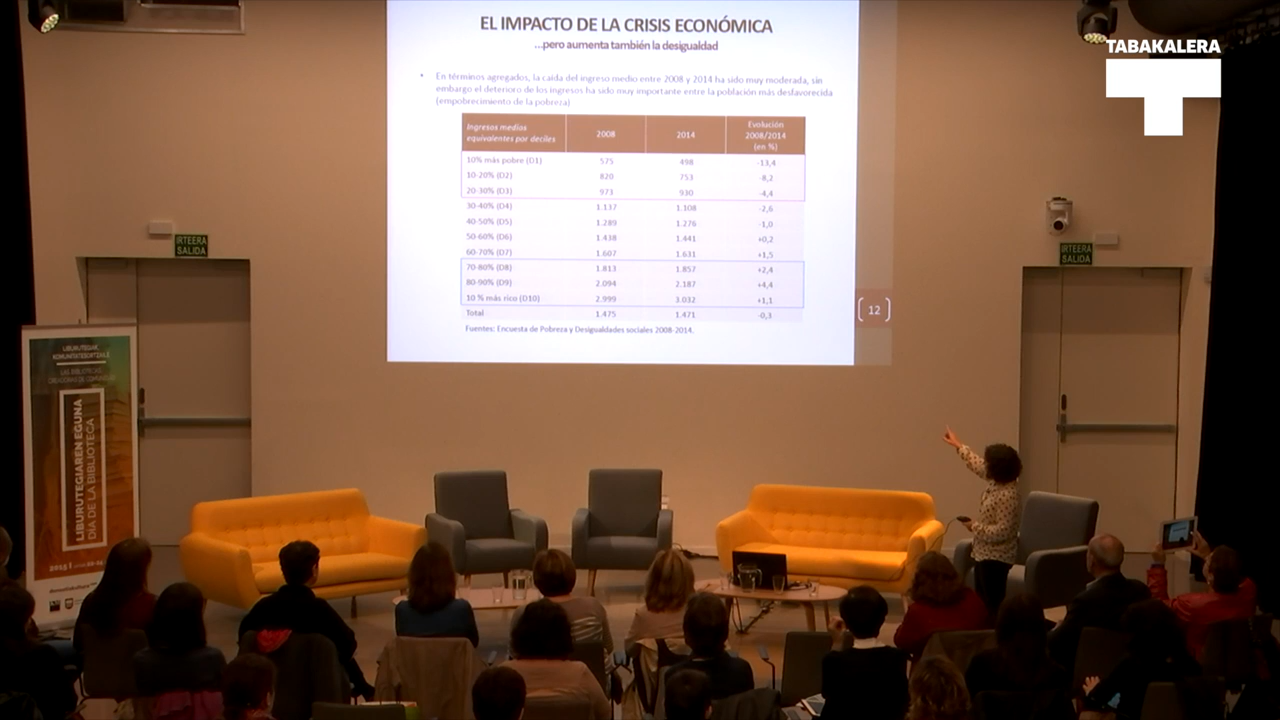 EL IMPACTO DE LA CRISIS ECONÓMICA
...pero aumenta también la desigualdad
• En términos agregados, la caída del ingreso medio entre 2008 y 2014 ha sido muy moderada, sin
embargo el deterioro de los ingresos ha sido muy importante entre la población más desfavorecida
(empobrecimiento de la pobreza)
Ingresos medios equivalentes por deciles 2008 2014 Evolución 2008/2014 (en %)
10% más pobre (D1) 575 498 -13,4
10-20% (D2) 820 753 -8,2
20-30% (D3) 973 930 -4,4
30-40% (D4) 1.137 1.108 -2,6
40-50% (D5) 1.289 1.276 -1,0
50-60% (D6) 1.438 1.441 +0,2
60-70% (D7) 1.607 1.631 +1,5
70-80% (D8) 1.813 1.857 +2,4
80-90% (D9) 2.094 2.187 +4,4
10 % más rico (D10) 2.999 3.032 +1,1
Total 1.475 1.471 -0,3
Fuentes: Encuesta de Pobreza y Desigualdades sociales 2008-2014.
12
TABAKALERA
IRTEERA
SALIDA
IRTEERA
SALIDA
LIBURUTEGIAK,
KOMUNITATEGINTZAILE
LAS BIBLIOTECAS,
CREADORAS DE COMUNIDAD
LIBURUTEGIAREN EGUNA
DÍA DE LA BIBLIOTECA
2015